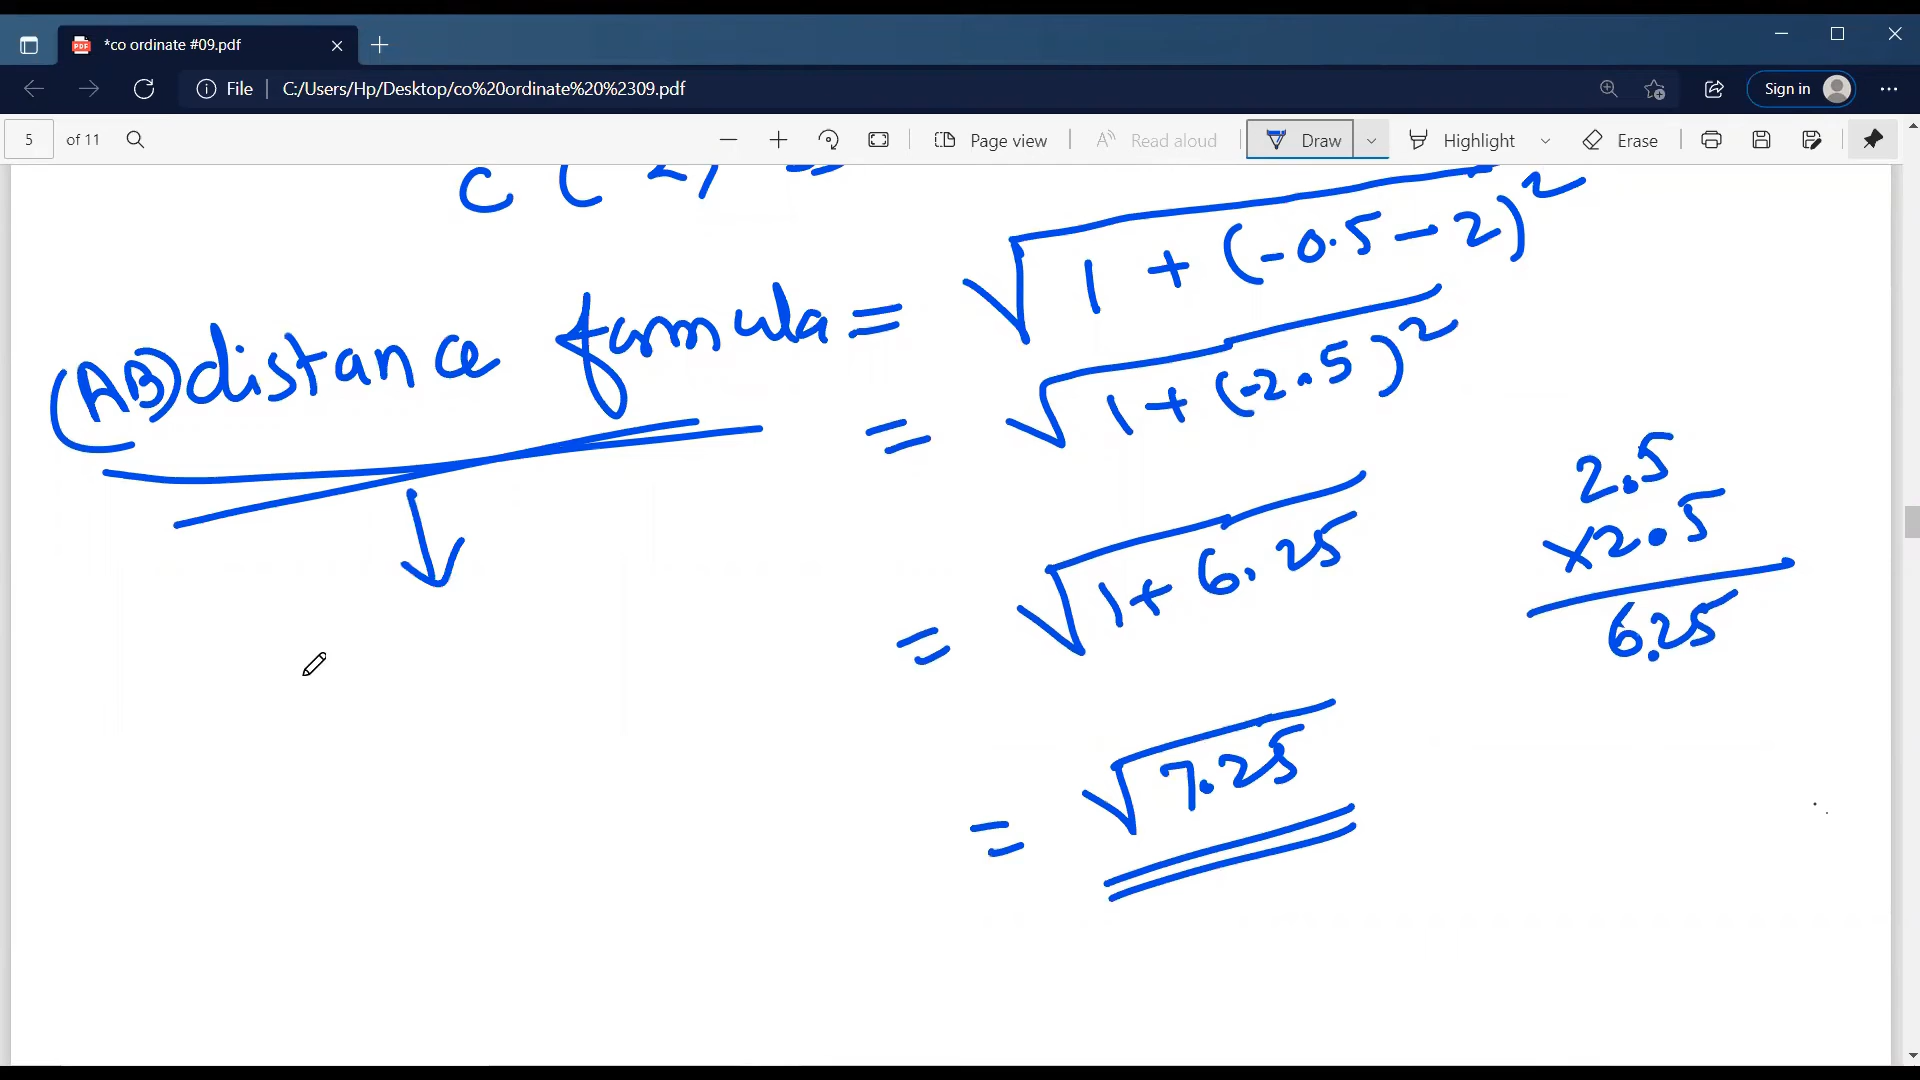 *co ordinate #09.pdf
File | C:/Users/Hp/Desktop/co%20ordinate%20%2309.pdf
Sign in
5 of 11
Page view
Read aloud
Draw
Highlight
Erase
C (
√1 + (-0.5 - 2)²
(AB) distance formula =
= √1 + (-2.5)²
2.5
×2.5
6.25
= √1 + 6.25
= √7.25